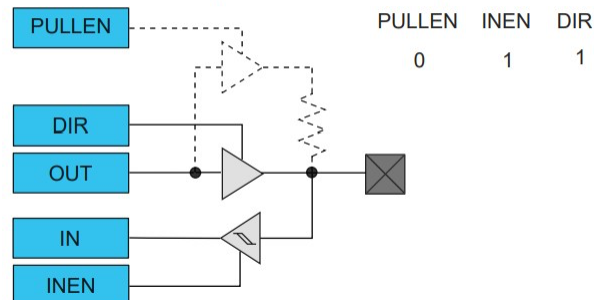 PULLEN
PULLEN INEN DIR
0 1 1
DIR
OUT
IN
INEN